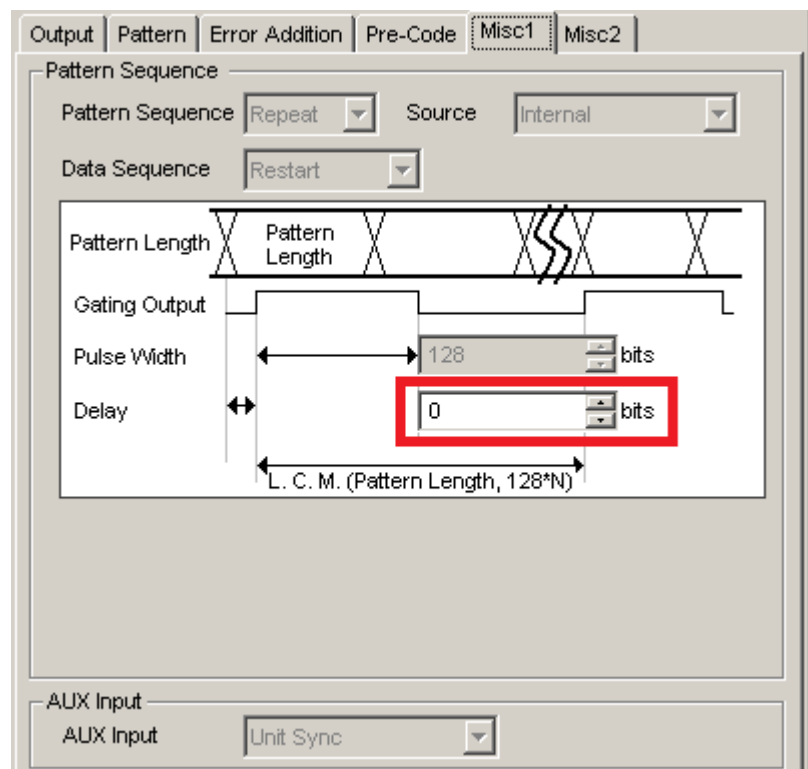 Output Pattern Error Addition Pre-Code Misc1 Misc2
Pattern Sequence
Pattern Sequence Repeat Source Internal
Data Sequence Restart
Pattern Length Pattern Length
Gating Output
Pulse Width 128 bits
Delay 0 bits
L. C. M. (Pattern Length, 128*N)
AUX Input
AUX Input Unit Sync